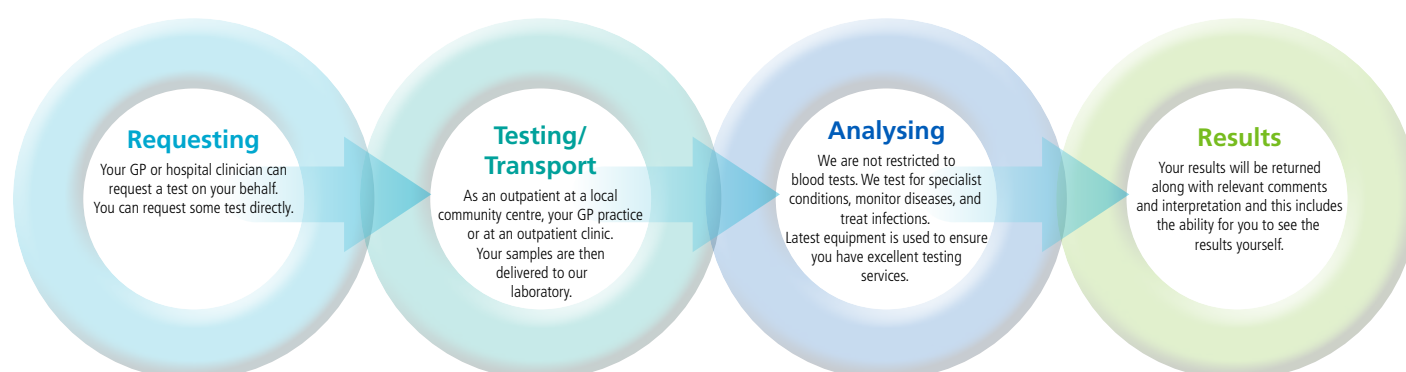 Requesting
Your GP or hospital clinician can
request a test on your behalf.
You can request some test directly.
Testing/
Transport
As an outpatient at a local
community centre, your GP practice
or at an outpatient clinic.
Your samples are then
delivered to our
laboratory.
Analysing
We are not restricted to
blood tests. We test for specialist
conditions, monitor diseases, and
treat infections.
Latest equipment is used to ensure
you have excellent testing
services.
Results
Your results will be returned
along with relevant comments
and interpretation and this includes
the ability for you to see the
results yourself.